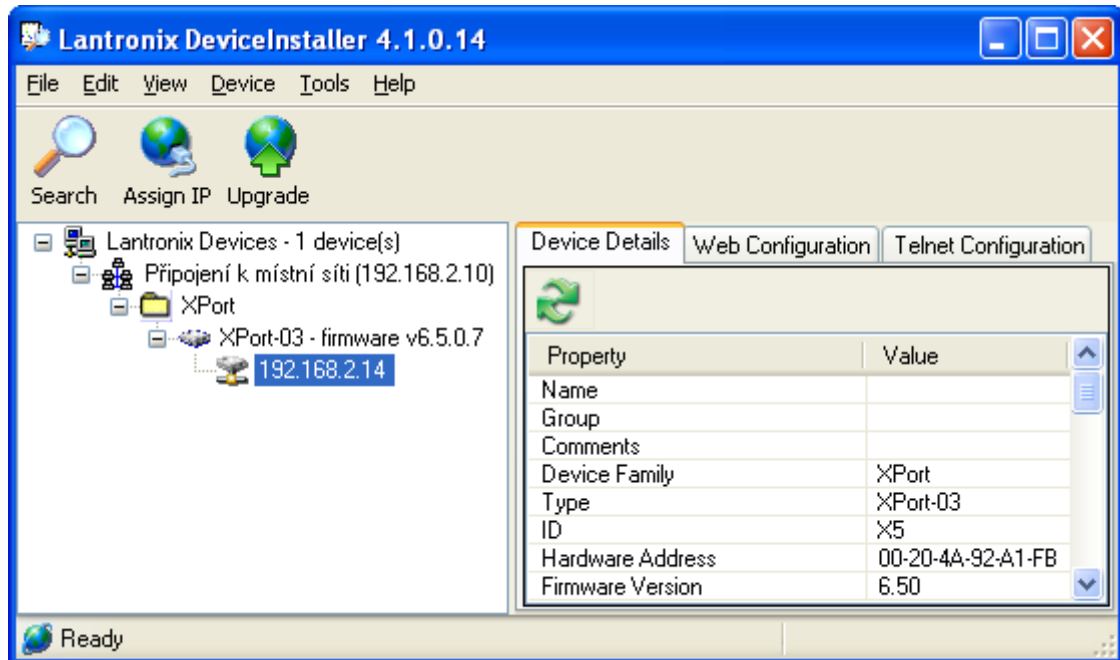 Lantronix DeviceInstaller 4.1.0.14
File Edit View Device Tools Help
Search Assign IP Upgrade
Lantronix Devices - 1 device(s)
Připojení k místní síti (192.168.2.10)
XPort
XPort-03 - firmware v6.5.0.7
192.168.2.14
Device Details Web Configuration Telnet Configuration
Property Value
Name
Group
Comments
Device Family XPort
Type XPort-03
ID X5
Hardware Address 00-20-4A-92-A1-FB
Firmware Version 6.50
Ready